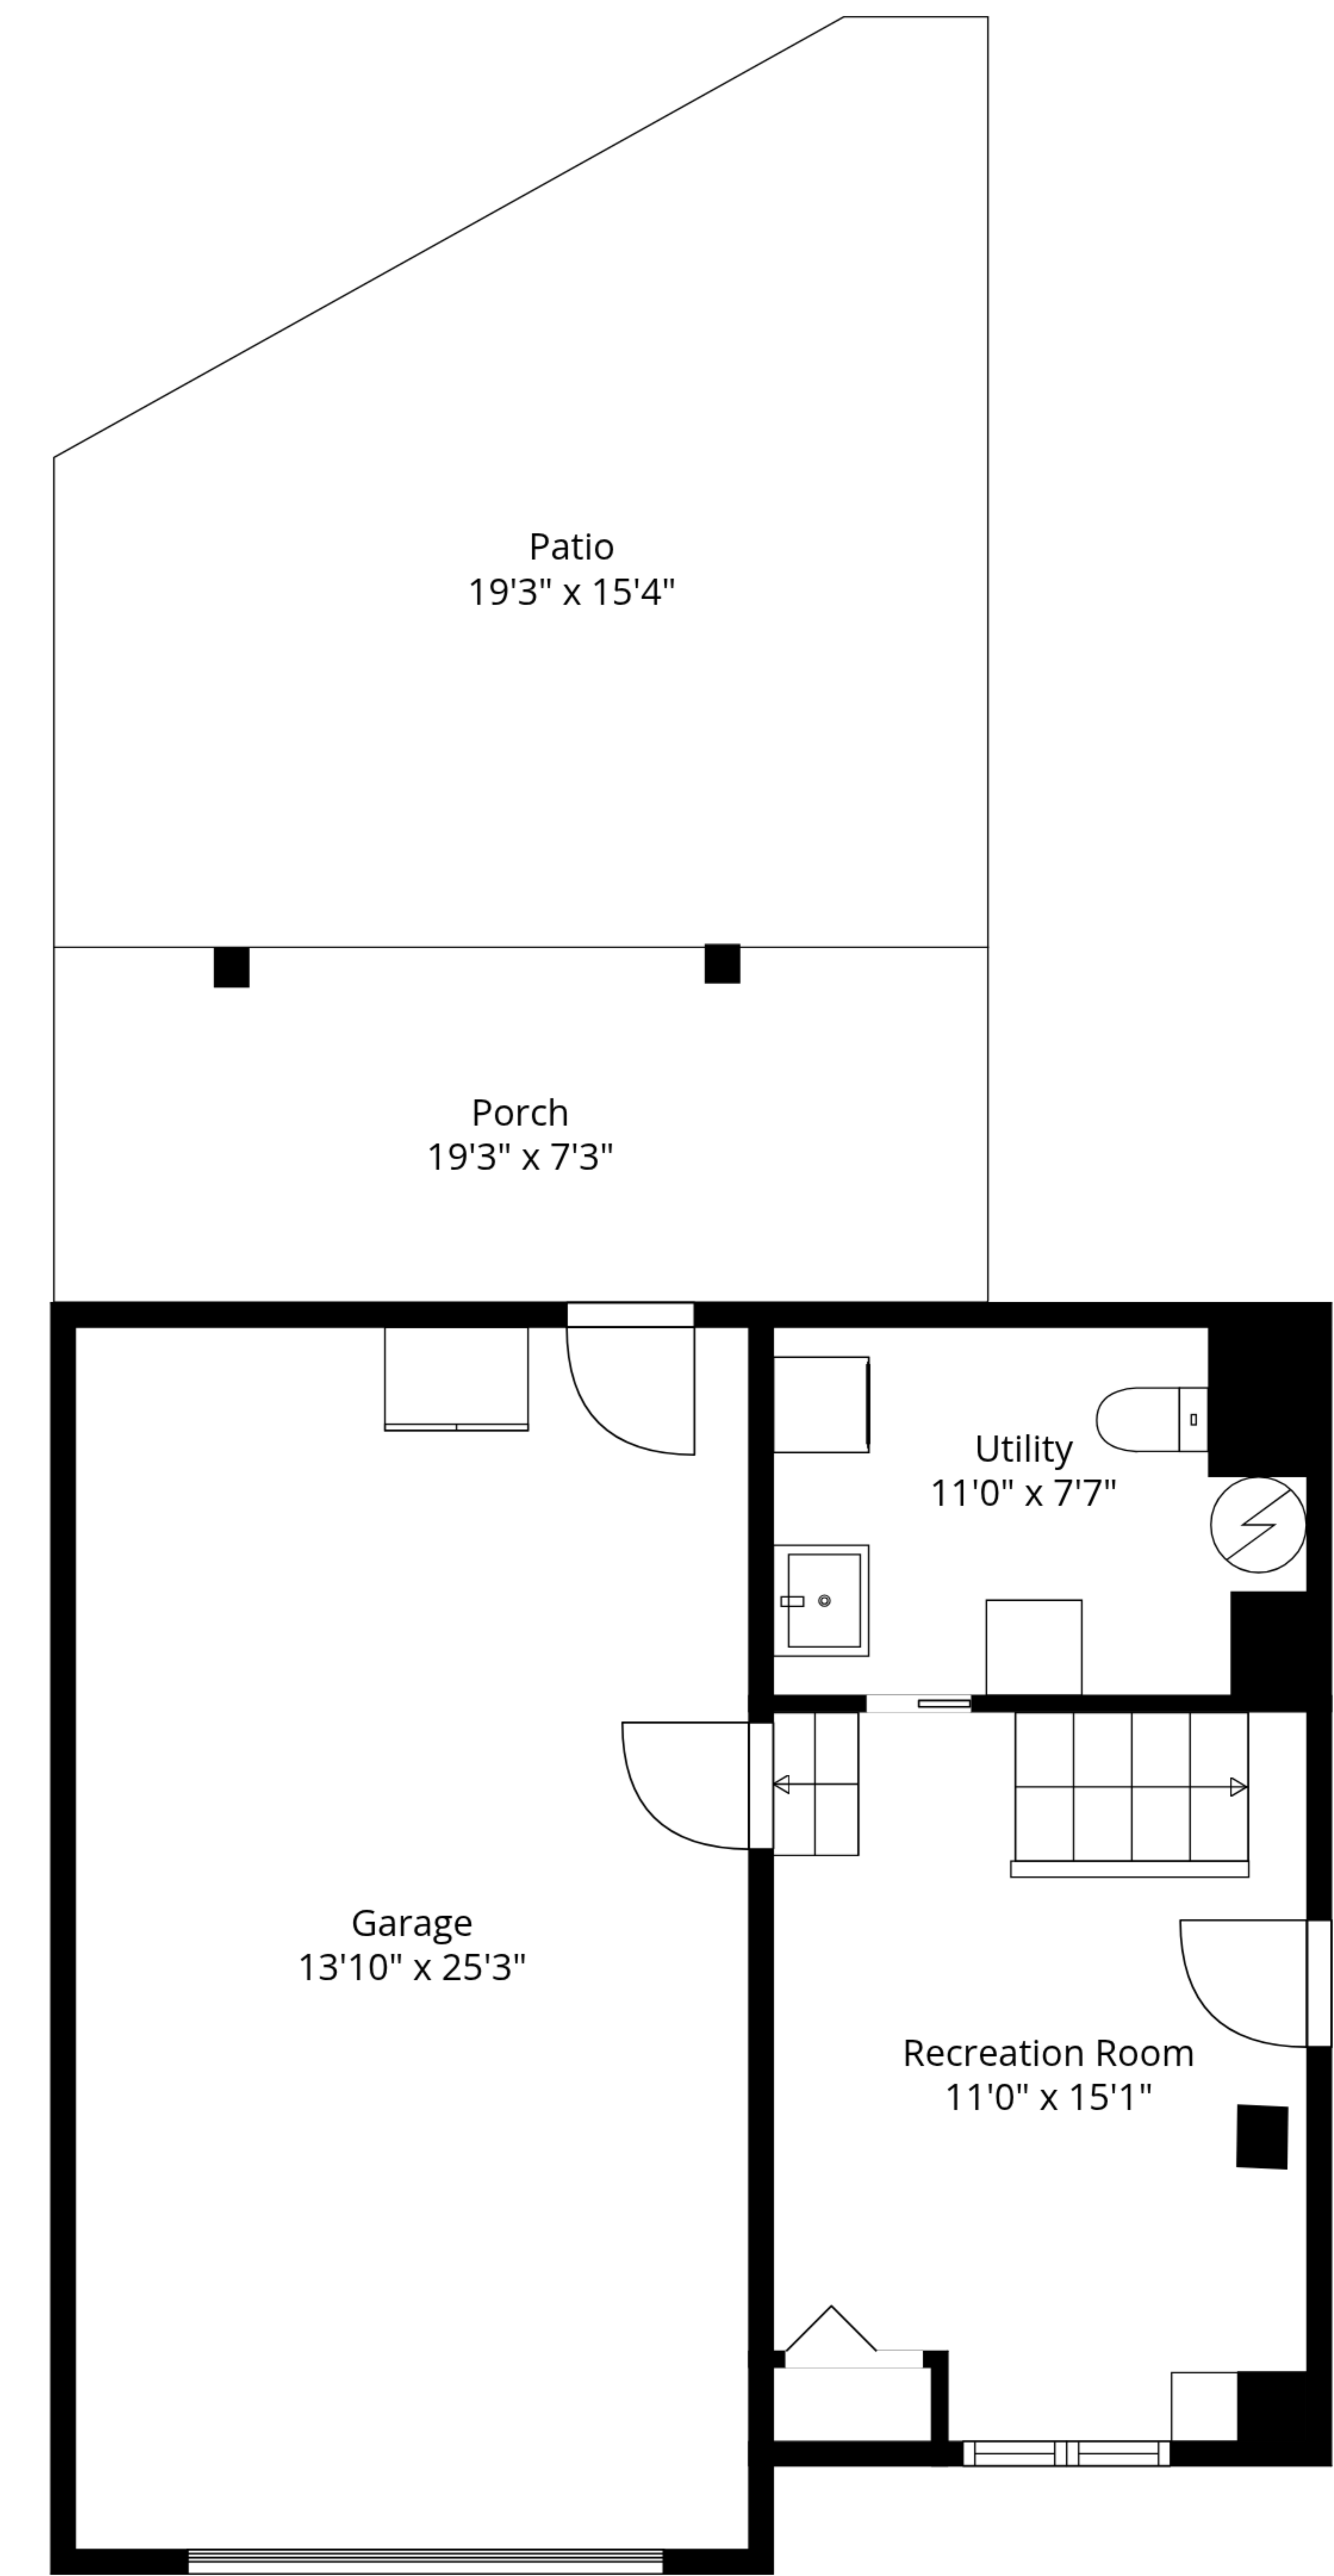 Patio
19'3" x 15'4"
Porch
19'3" x 7'3"
Utility
11'0" x 7'7"
Garage
13'10" x 25'3"
Recreation Room
11'0" x 15'1"